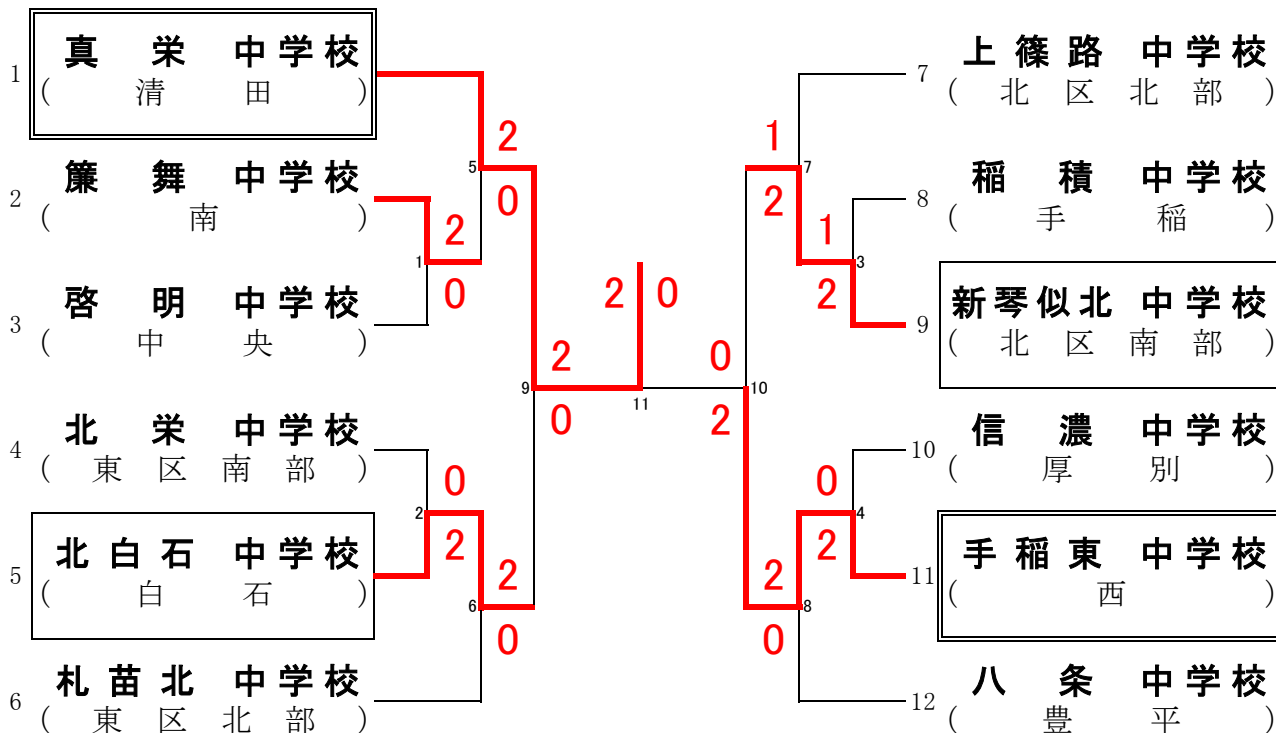 1 真栄 中学校
(清田)
2 簾舞 中学校
(南)
3 啓明 中学校
(中央)
4 北栄 中学校
(東区南部)
5 北白石 中学校
(白石)
6 札苗北 中学校
(東区北部)
2
5
0
2
1
0
0
2
2
2
6
0
2
9
0
2 0
11
0
10
2
1
7
2
1
3
2
0
4
2
2
8
0
7 上篠路 中学校
(北区北部)
8 稲積 中学校
(手稲)
9 新琴似北 中学校
(北区南部)
10 信濃 中学校
(厚別)
11 手稲東 中学校
(西)
12 八条 中学校
(豊平)